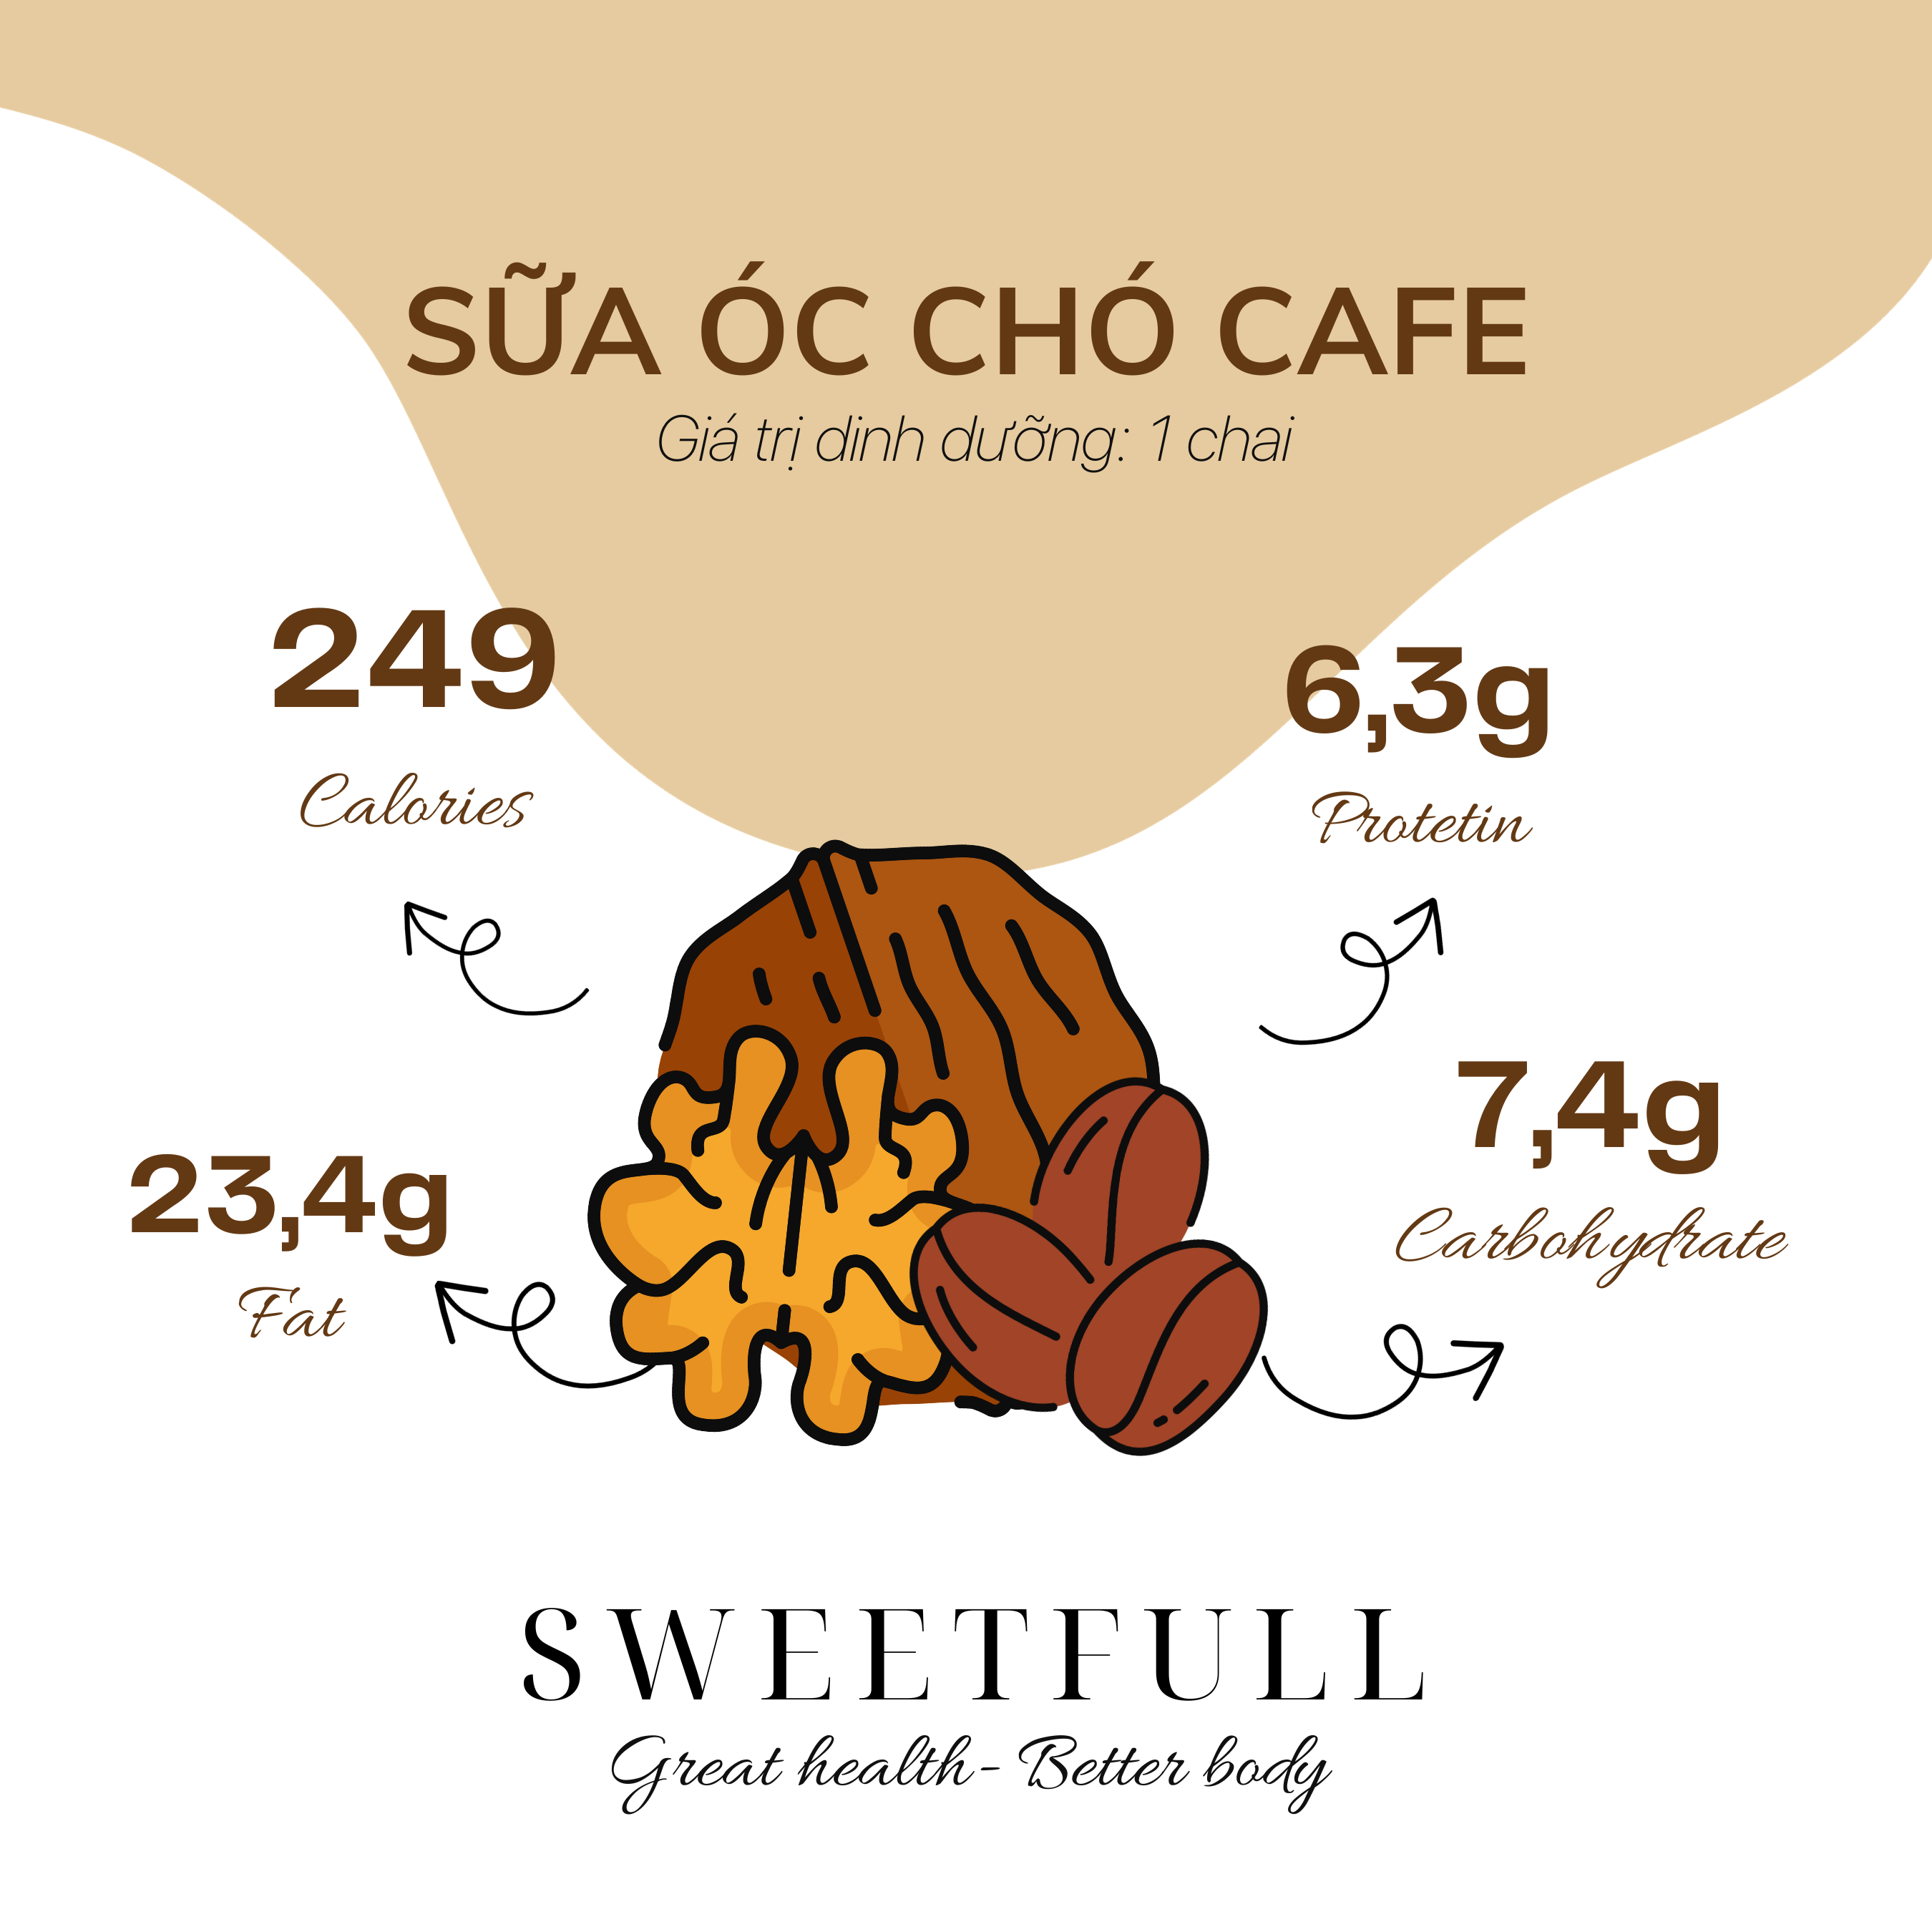 SỮA ÓC CHÓ CAFE
Giá trị dinh dưỡng: 1 chai
249
Calories
6,3g
Protein
23,4g
Fat
7,4g
Carbohydrate
SWEETFULL
Great health-Better body